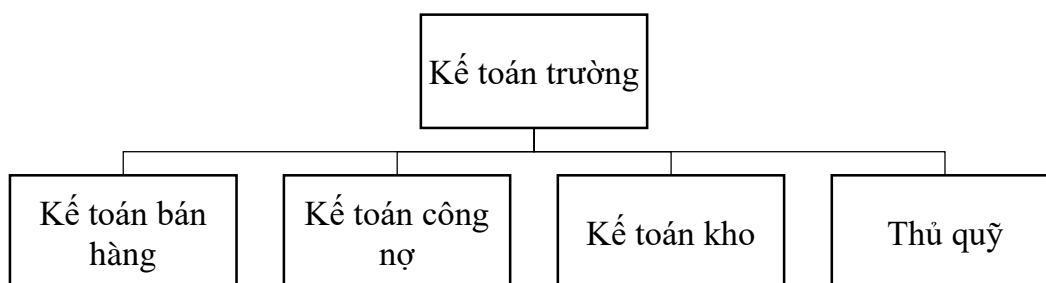 Kế toán trường
Kế toán bán
hàng
Kế toán công
nợ
Kế toán kho
Thủ quỹ